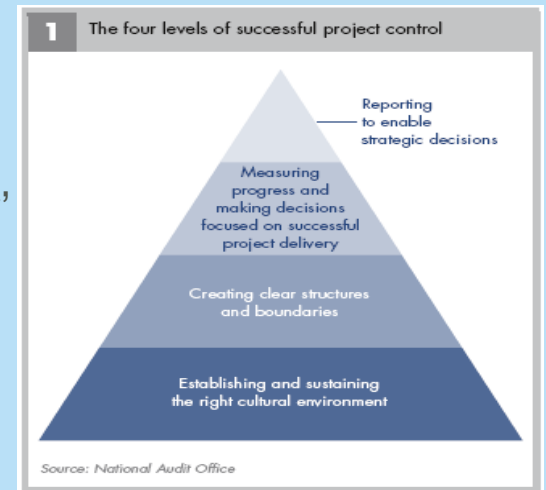 1 The four levels of successful project control
Reporting
to enable
strategic decisions
,
Measuring
progress and
making decisions
focused on successful
project delivery
Creating clear structures
and boundaries
Establishing and sustaining
the right cultural environment
Source: National Audit Office